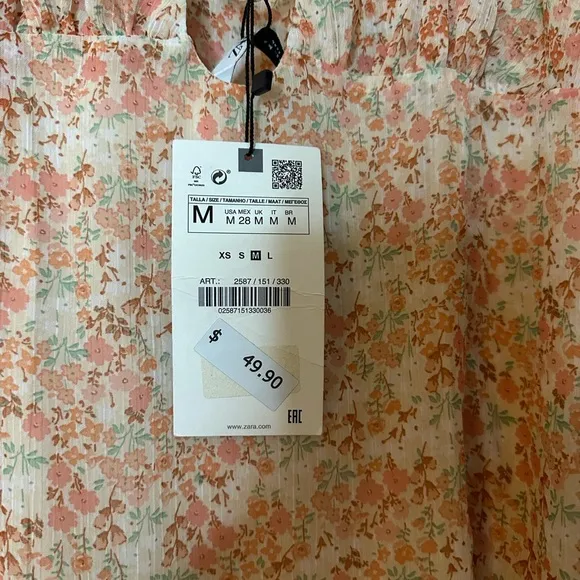 FSC
TALLA / SIZE / TAMANHO / TAILLE / MAAT / ΜΕΓΕΘΟΣ
M
USA MEX UK IT BR
M 28 M M M
XS S M L
ART.: 2587 / 151 / 330
02587151330036
$ 49.90
www.zara.com
EAC